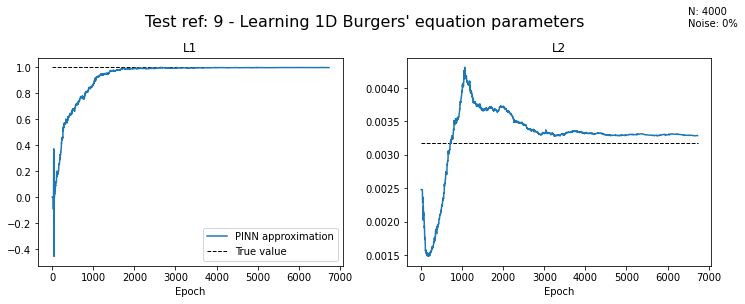 Test ref: 9 - Learning 1D Burgers' equation parameters
N: 4000
Noise: 0%
L1
1.0
0.8
0.6
0.4
0.2
0.0
−0.2
−0.4
PINN approximation
True value
0 1000 2000 3000 4000 5000 6000 7000
Epoch
L2
0.0040
0.0035
0.0030
0.0025
0.0020
0.0015
0 1000 2000 3000 4000 5000 6000 7000
Epoch